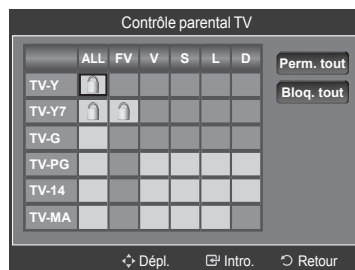 Contrôle parental TV
ALL FV V S L D
TV-Y
TV-Y7
TV-G
TV-PG
TV-14
TV-MA
Perm. tout
Bloq. tout
Dépl. Intro. Retour